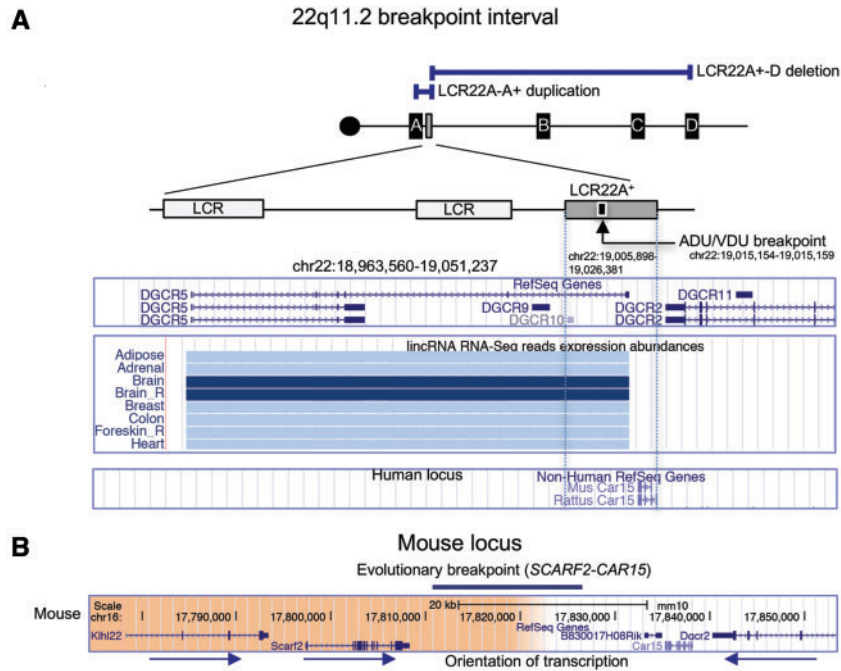 A
22q11.2 breakpoint interval
LCR22A+-D deletion
LCR22A-A+ duplication
A
B
C
D
LCR22A+
LCR
LCR
ADU/VDU breakpoint
chr22:19,015,154-19,015,159
chr22:19,005,898-
19,026,381
chr22:18,963,560-19,051,237
RefSeq Genes
DGCR5
DGCR11
DGCR5
DGCR9
DGCR2
DGCR5
DGCR10
DGCR2
lincRNA RNA-Seq reads expression abundances
Adipose
Adrenal
Brain
Brain_R
Breast
Colon
Foreskin_R
Heart
Human locus
Non-Human RefSeq Genes
Mus Car15
Rattus Car15
B
Mouse locus
Evolutionary breakpoint (SCARF2-CAR15)
Mouse
Scale
20 kb
mm10
chr16:
17,790,000
17,800,000
17,810,000
17,820,000
17,830,000
17,840,000
17,850,000
RefSeq Genes
Klhl22
B830017H08Rik
Dgcr2
Scarf2
Car15
Orientation of transcription